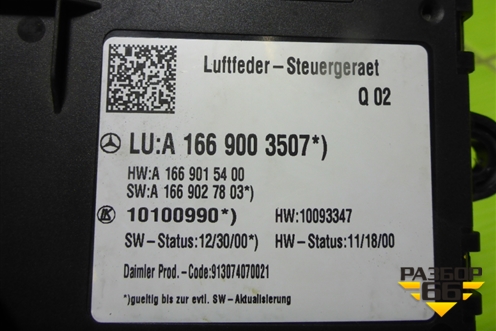 Luftfeder-Steuergeraet
Q 02
LU:A 166 900 3507*)
HW:A 166 901 54 00
SW:A 166 902 78 03*)
10100990*) HW:10093347
SW-Status:12/30/00*) HW-Status:11/18/00
Daimler Prod.-Code:913074070021
*)gueltig bis zur evtl. SW-Aktualisierung
РАЗБОР
66